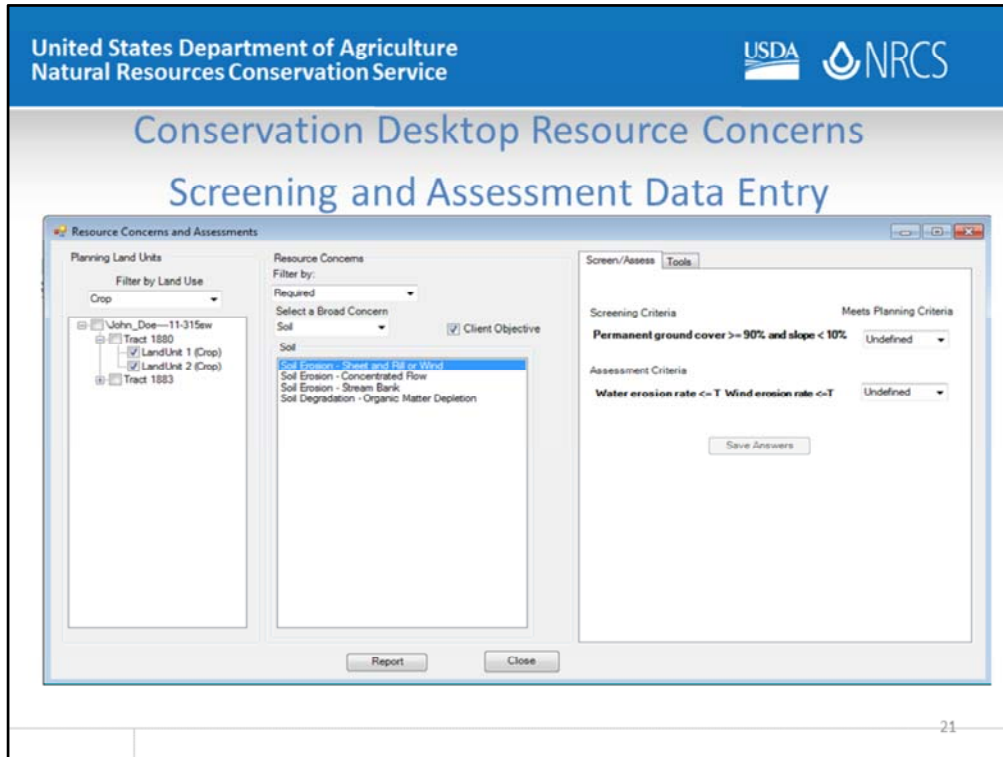 United States Department of Agriculture
Natural Resources Conservation Service
USDA NRCS
Conservation Desktop Resource Concerns
Screening and Assessment Data Entry
Resource Concerns and Assessments
Planning Land Units
Filter by Land Use
Crop
\John_Doe---11-315sw
Tract 1880
LandUnit 1 (Crop)
LandUnit 2 (Crop)
Tract 1883
Resource Concerns
Filter by:
Required
Select a Broad Concern
Soil
Client Objective
Soil
Soil Erosion - Sheet and Rill or Wind
Soil Erosion - Concentrated Flow
Soil Erosion - Stream Bank
Soil Degradation - Organic Matter Depletion
Screen/Assess Tools
Screening Criteria Meets Planning Criteria
Permanent ground cover >= 90% and slope < 10% Undefined
Assessment Criteria
Water erosion rate <= T Wind erosion rate <=T Undefined
Save Answers
Report Close
21